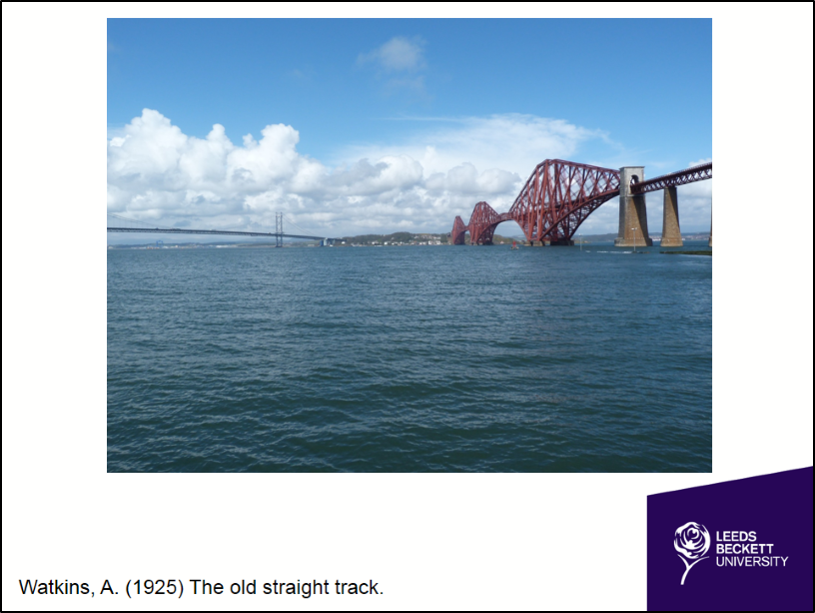 LEEDS
BECKETT
UNIVERSITY
Watkins, A. (1925) The old straight track.